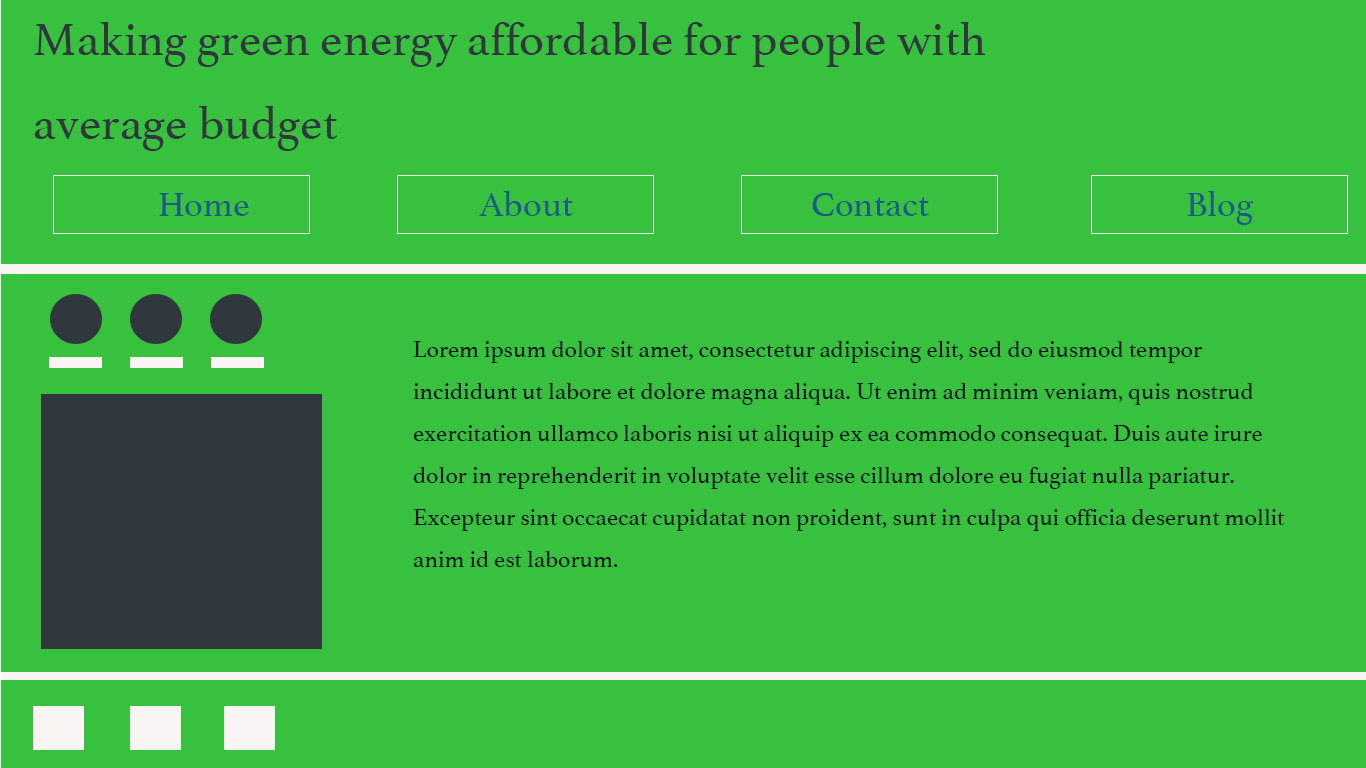 Making green energy affordable for people with
average budget
Home
About
Contact
Blog
Lorem ipsum dolor sit amet, consectetur adipiscing elit, sed do eiusmod tempor
incididunt ut labore et dolore magna aliqua. Ut enim ad minim veniam, quis nostrud
exercitation ullamco laboris nisi ut aliquip ex ea commodo consequat. Duis aute irure
dolor in reprehenderit in voluptate velit esse cillum dolore eu fugiat nulla pariatur.
Excepteur sint occaecat cupidatat non proident, sunt in culpa qui officia deserunt mollit
anim id est laborum.